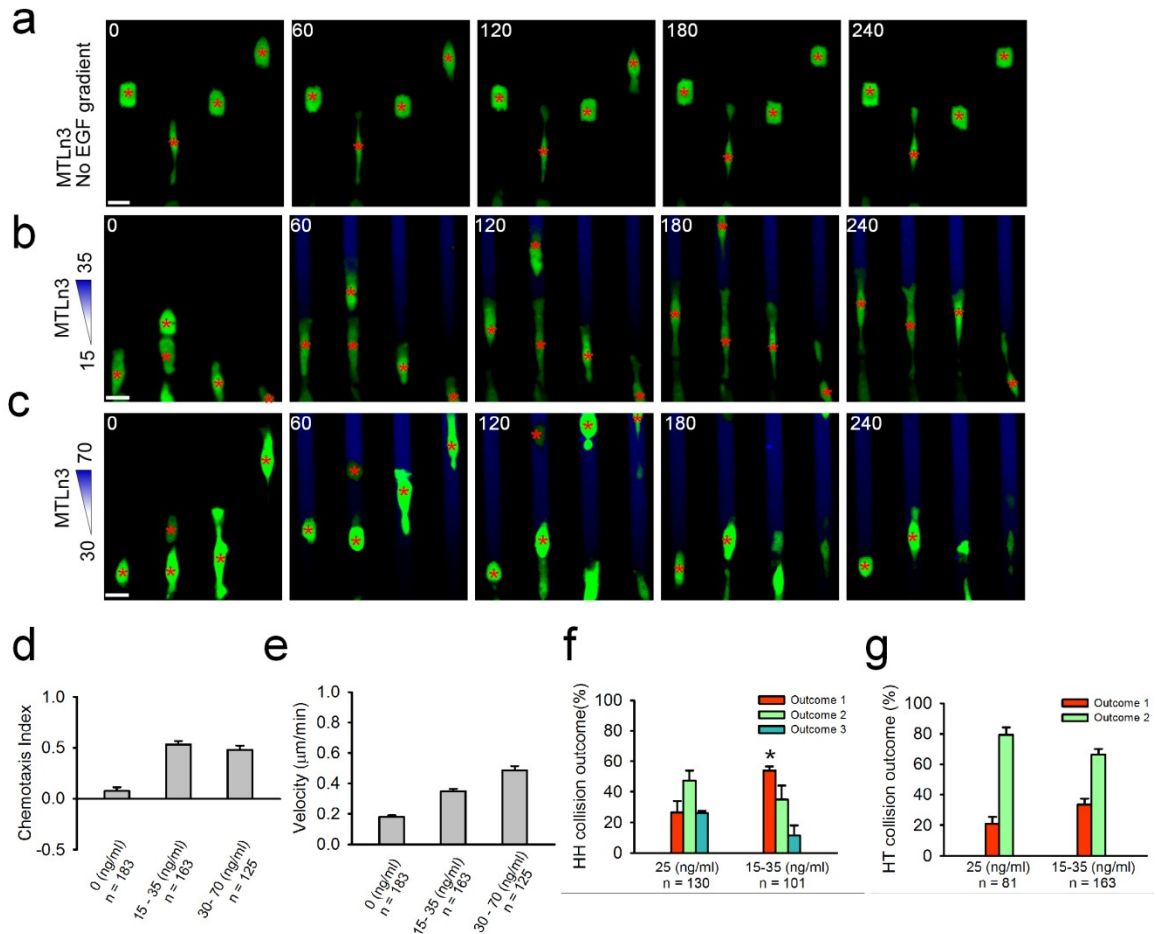 a
MTLn3
No EGF gradient
0
60
120
180
240
b
MTLn3
15
35
0
60
120
180
240
c
MTLn3
30
70
0
60
120
180
240
d
Chemotaxis Index
1.0
0.5
0.0
-0.5
0 (ng/ml)
n = 183
15 - 35 (ng/ml)
n = 163
30-70 (ng/ml)
n = 125
e
Velocity (μm/min)
1.0
0.8
0.6
0.4
0.2
0.0
0 (ng/ml)
n = 183
15- 35 (ng/ml)
n = 163
30 - 70 (ng/ml)
n = 125
f
HH collision outcome(%)
100
80
60
40
20
0
Outcome 1
Outcome 2
Outcome 3
*
25 (ng/ml)
n = 130
15-35 (ng/ml)
n = 101
g
HT collision outcome (%)
100
80
60
40
20
0
Outcome 1
Outcome 2
25 (ng/ml)
n = 81
15-35 (ng/ml)
n = 163